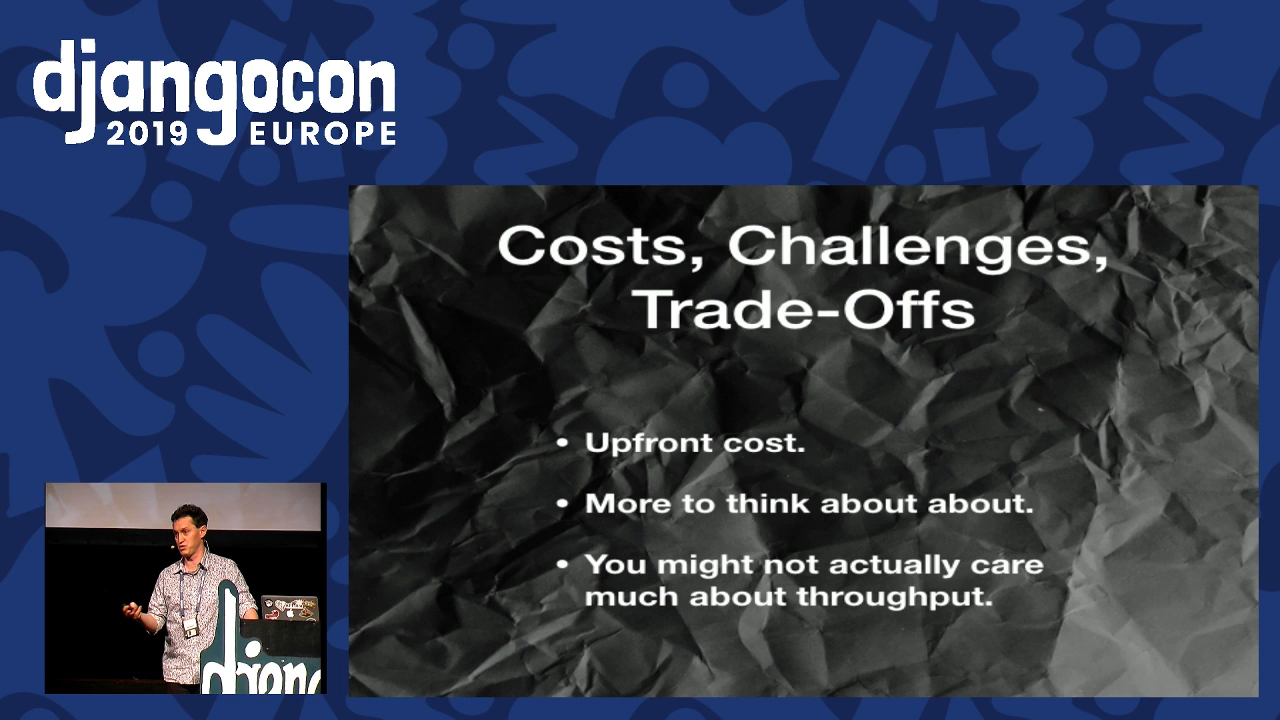 djangocon
2019 EUROPE
Costs, Challenges,
Trade-Offs
• Upfront cost.
• More to think about about.
• You might not actually care
much about throughput.